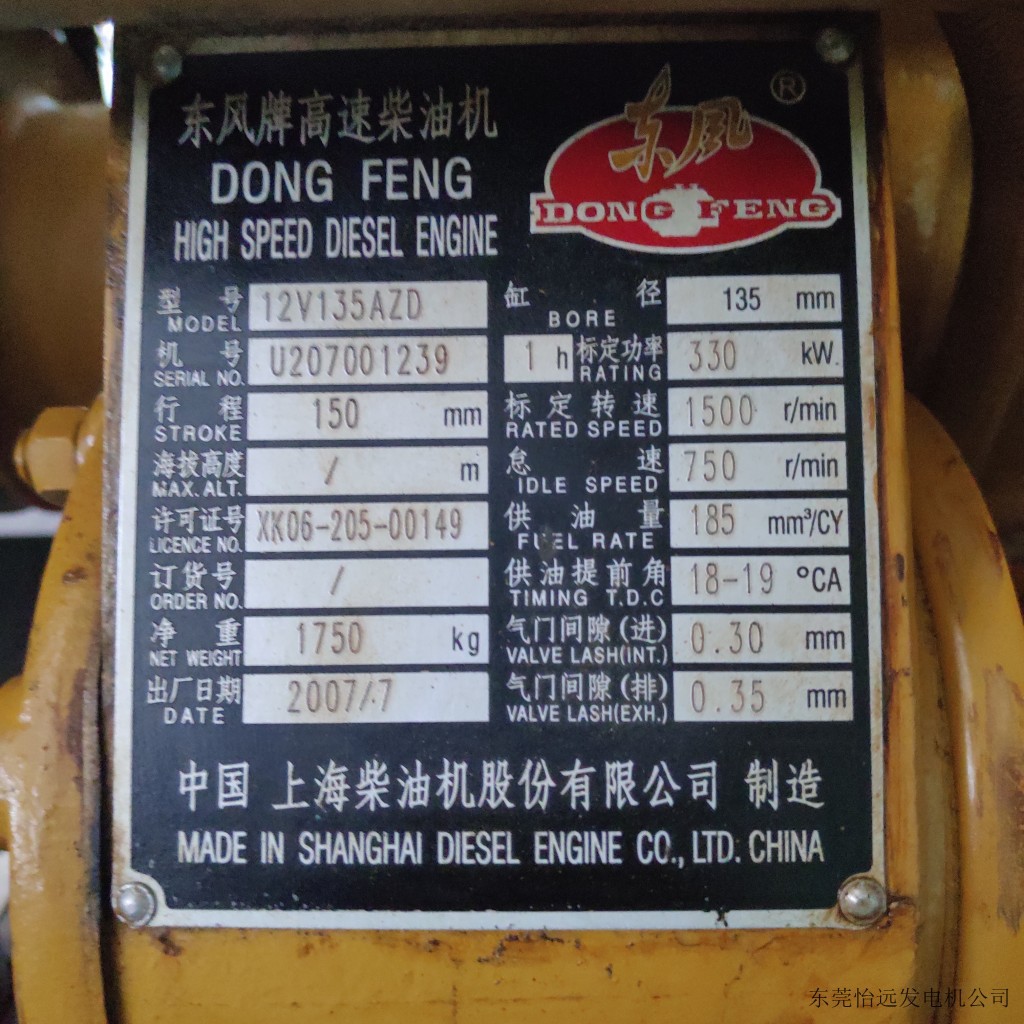 东风牌高速柴油机
DONG FENG
HIGH SPEED DIESEL ENGINE
东風 ®
DONG FENG
型号 12V135AZD
MODEL
机号 U207001239
SERIAL NO.
行程 150 mm
STROKE
海拔高度 / m
MAX. ALT.
许可证号 XK06-205-00149
LICENCE NO.
订货号 /
ORDER NO.
净重 1750 kg
NET WEIGHT
出厂日期 2007/7
DATE
缸径 135 mm
BORE
1 h 标定功率 330 kW.
RATING
标定转速 1500 r/min
RATED SPEED
怠速 750 r/min
IDLE SPEED
供油量 185 mm³/CY
FUEL RATE
供油提前角 18-19 °CA
TIMING T.D.C
气门间隙(进) 0.30 mm
VALVE LASH(INT.)
气门间隙(排) 0.35 mm
VALVE LASH(EXH.)
中国 上海柴油机股份有限公司 制造
MADE IN SHANGHAI DIESEL ENGINE CO., LTD. CHINA
东莞怡远发电机公司